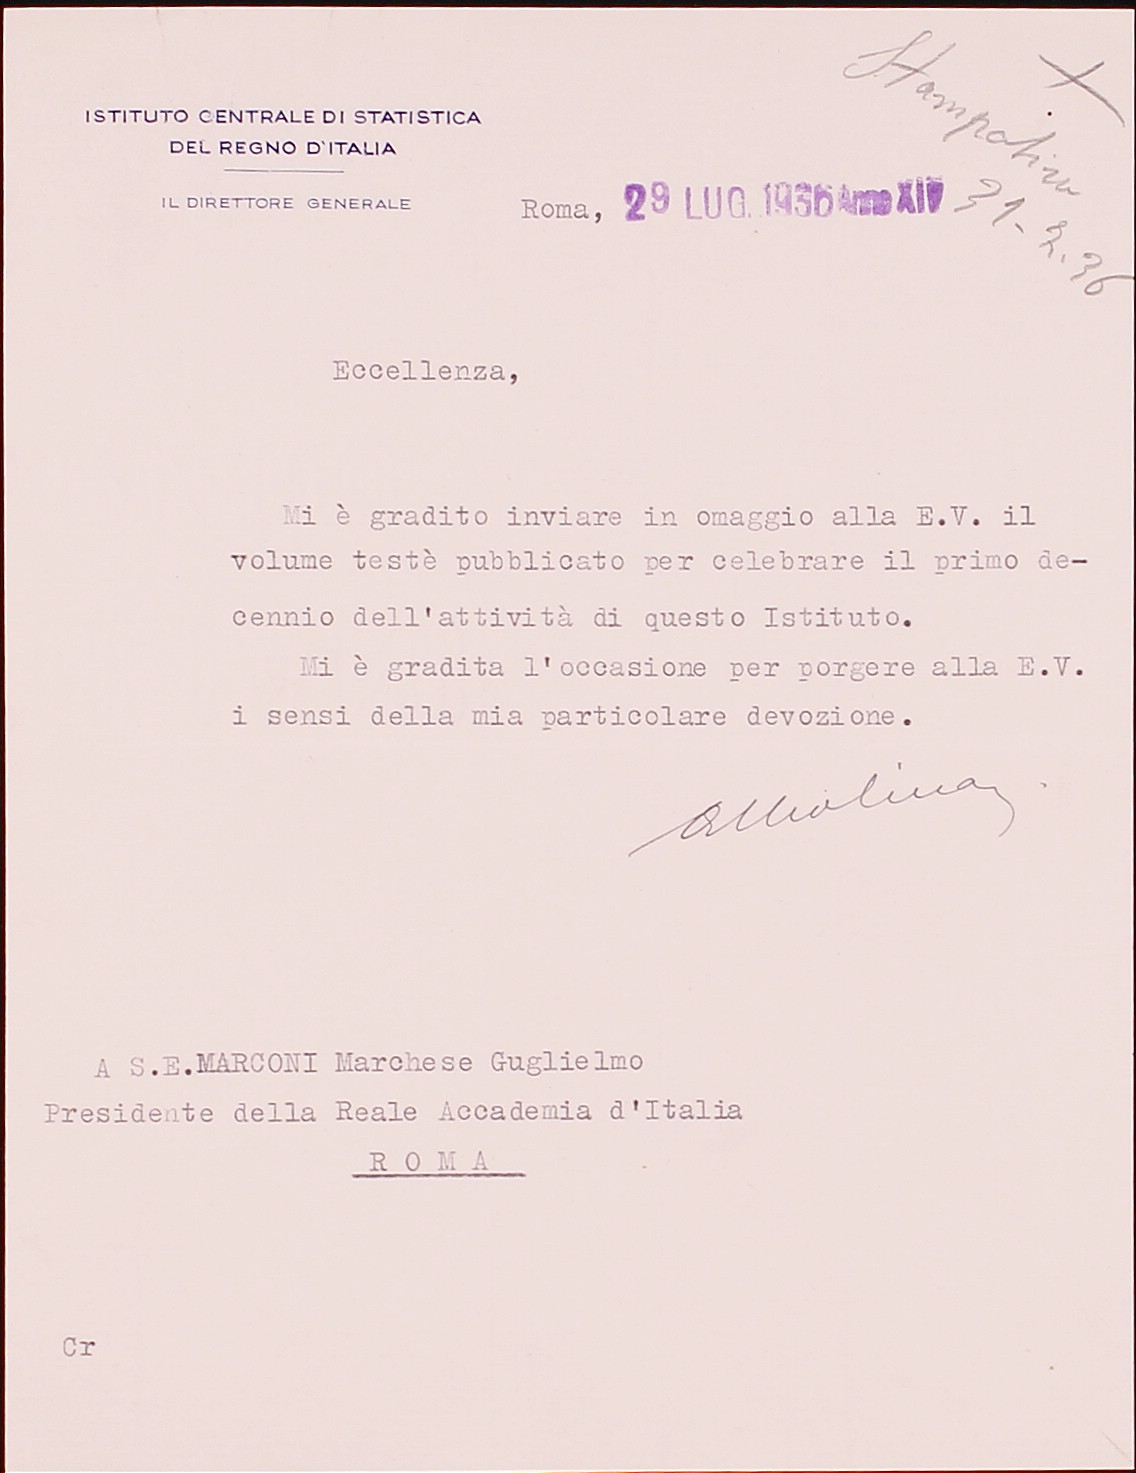 ISTITUTO CENTRALE DI STATISTICA
DEL REGNO D'ITALIA
IL DIRETTORE GENERALE
Roma, 29 LUG. 1936 Anno XIV
Eccellenza,
Mi è gradito inviare in omaggio alla E.V. il
volume testè pubblicato per celebrare il primo de-
cennio dell'attività di questo Istituto.
Mi è gradita l'occasione per porgere alla E.V.
i sensi della mia particolare devozione.
A S.E.MARCONI Marchese Guglielmo
Presidente della Reale Accademia d'Italia
R O M A
Cr